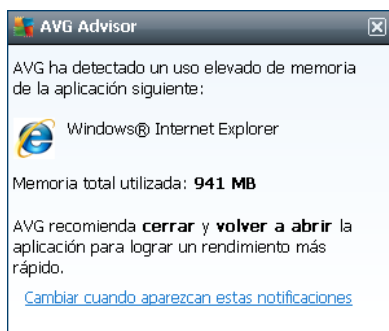 AVG Advisor
AVG ha detectado un uso elevado de memoria
de la aplicación siguiente:
Windows® Internet Explorer
Memoria total utilizada: 941 MB
AVG recomienda cerrar y volver a abrir la
aplicación para lograr un rendimiento más
rápido.
Cambiar cuando aparezcan estas notificaciones